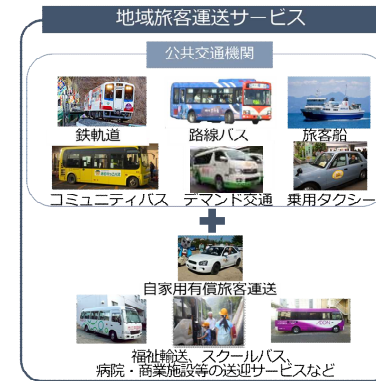 地域旅客運送サービス
公共交通機関
鉄軌道 路線バス 旅客船
コミュニティバス デマンド交通 乗用タクシー
自家用有償旅客運送
福祉輸送、スクールバス、
病院・商業施設等の送迎サービスなど